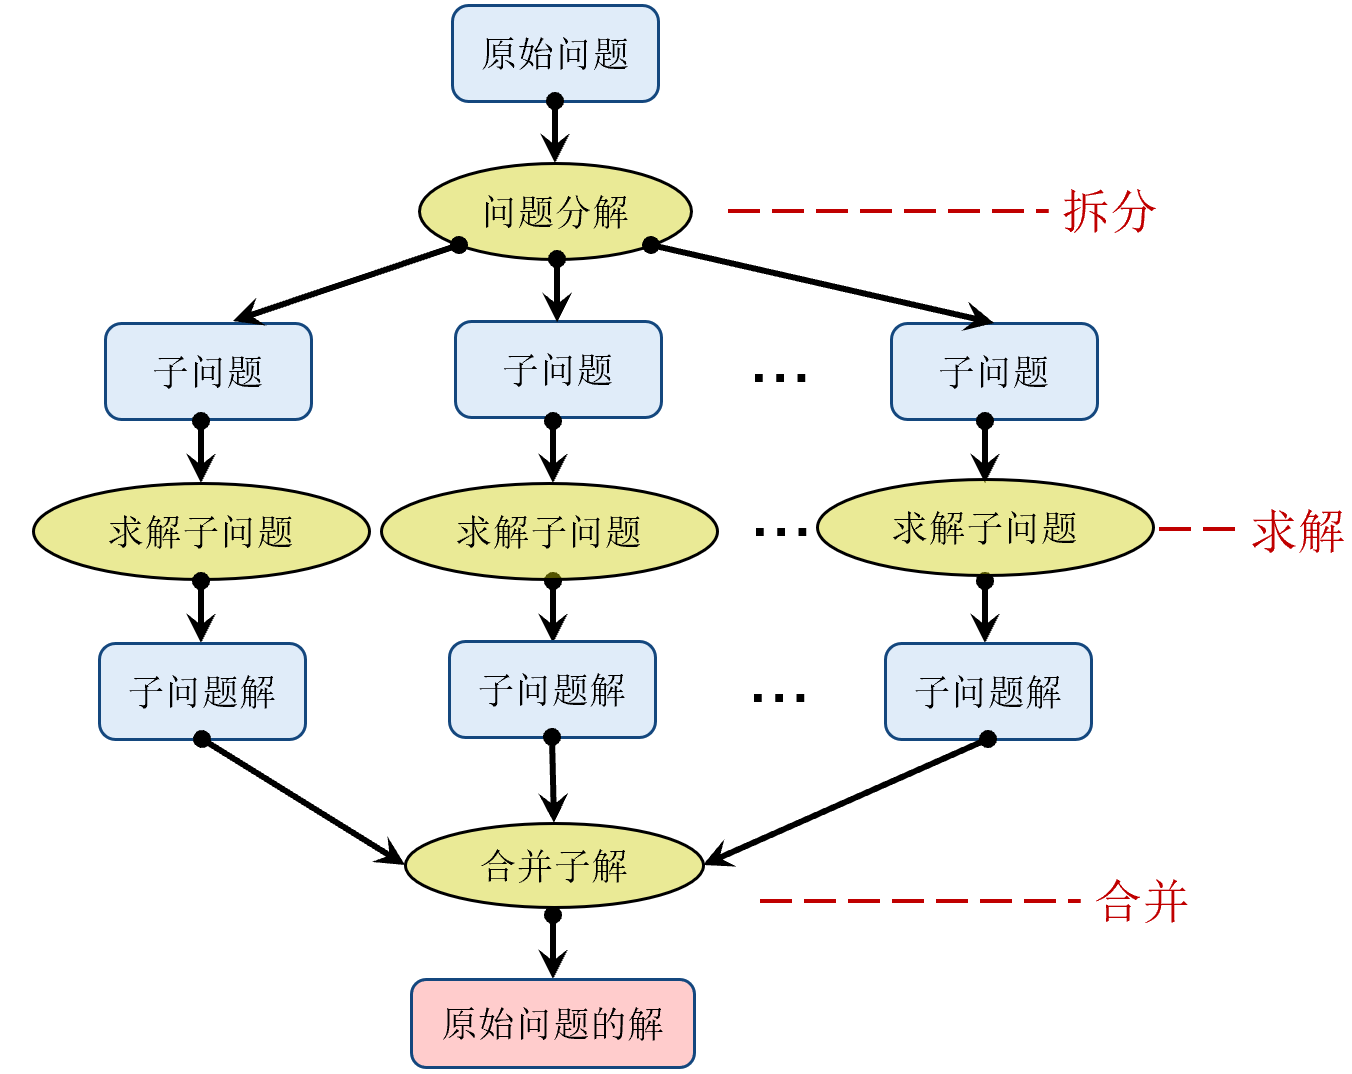 原始问题
问题分解
拆分
子问题
子问题
...
子问题
求解子问题
求解子问题
...
求解子问题
求解
子问题解
子问题解
...
子问题解
合并子解
合并
原始问题的解